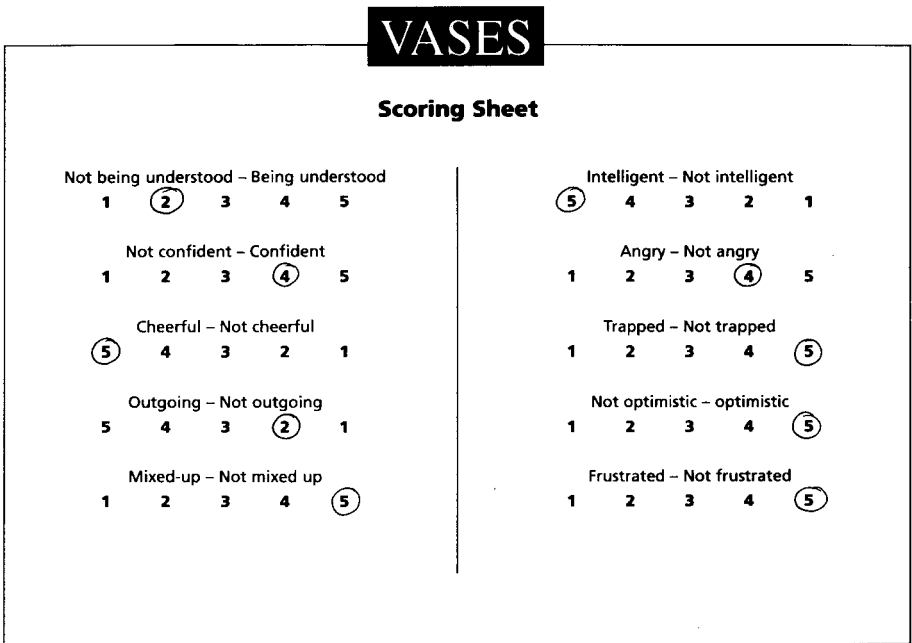 VASES
Scoring Sheet
Not being understood – Being understood
1 2 3 4 5
Not confident – Confident
1 2 3 4 5
Cheerful – Not cheerful
5 4 3 2 1
Outgoing – Not outgoing
5 4 3 2 1
Mixed-up – Not mixed up
1 2 3 4 5
Intelligent – Not intelligent
5 4 3 2 1
Angry – Not angry
1 2 3 4 5
Trapped – Not trapped
1 2 3 4 5
Not optimistic – optimistic
1 2 3 4 5
Frustrated – Not frustrated
1 2 3 4 5